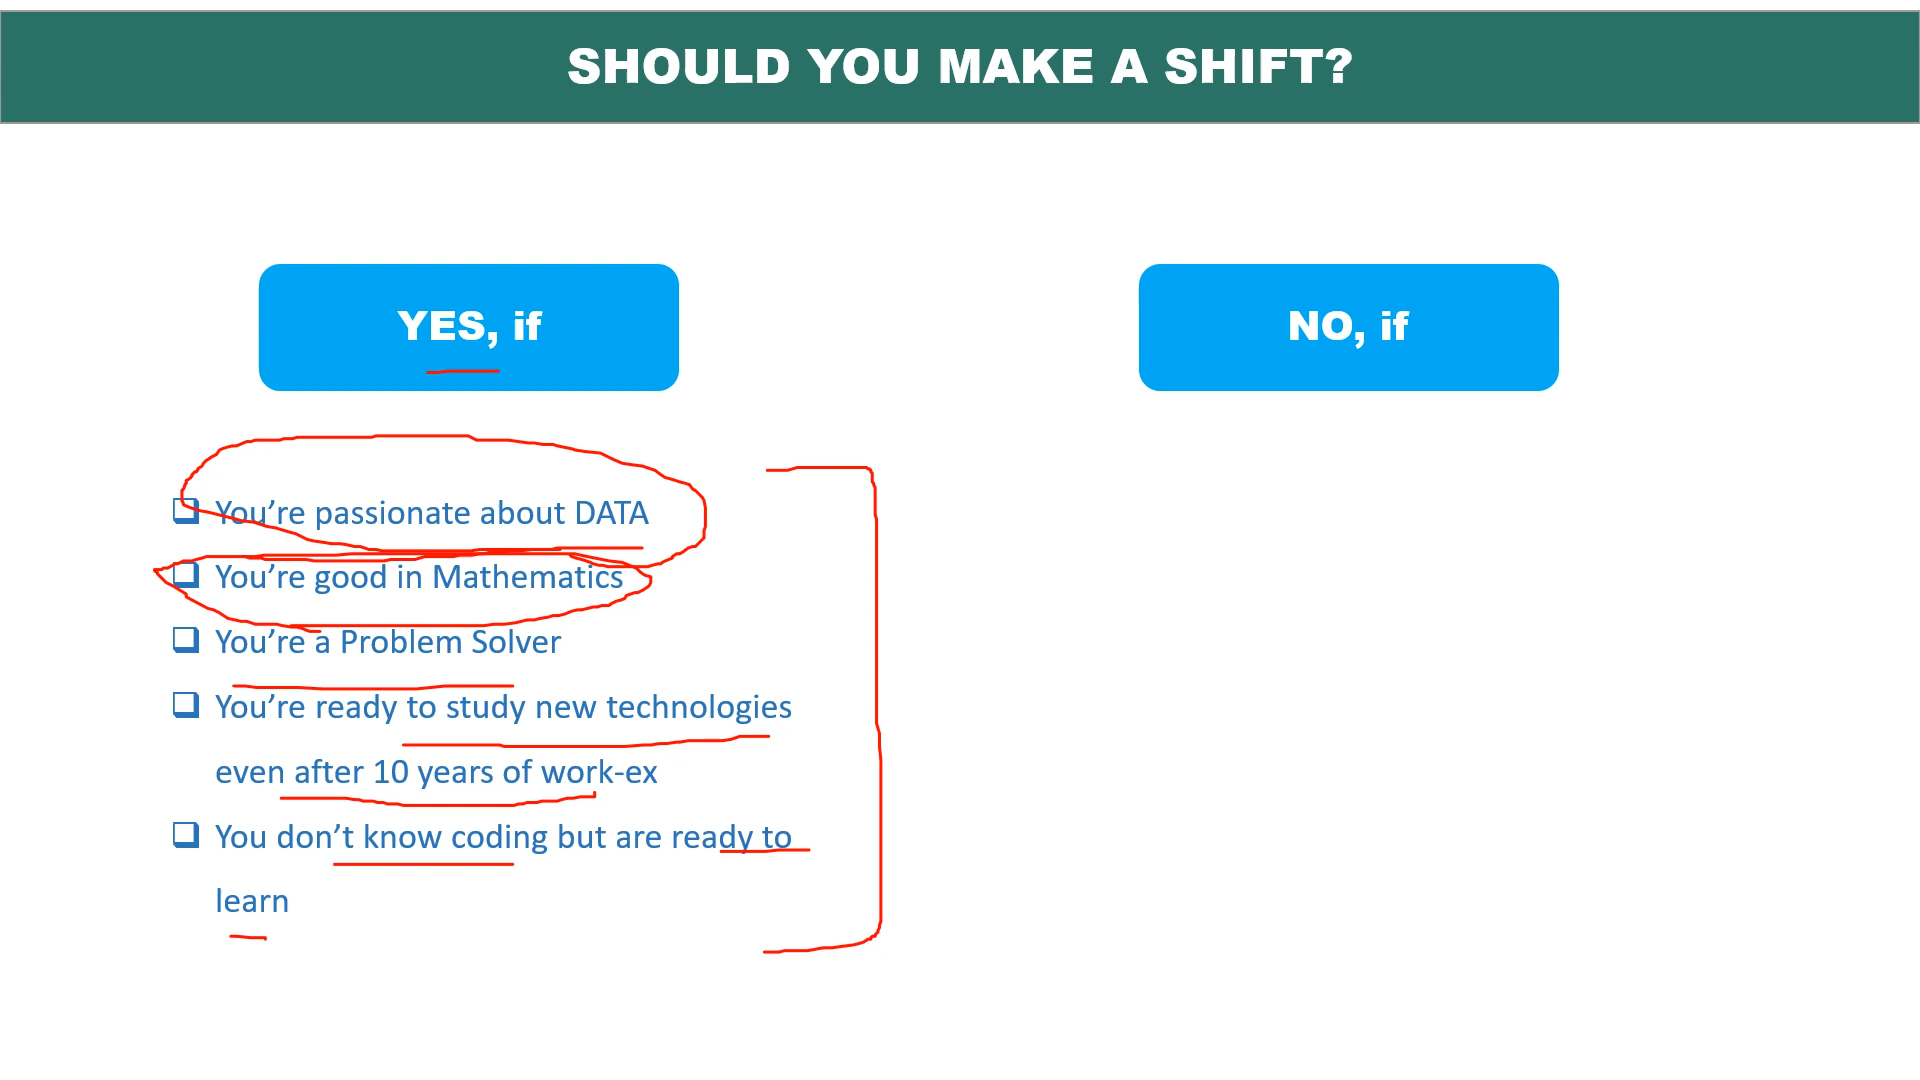 SHOULD YOU MAKE A SHIFT?
YES, if
You’re passionate about DATA
You’re good in Mathematics
You’re a Problem Solver
You’re ready to study new technologies
even after 10 years of work-ex
You don’t know coding but are ready to
learn
NO, if